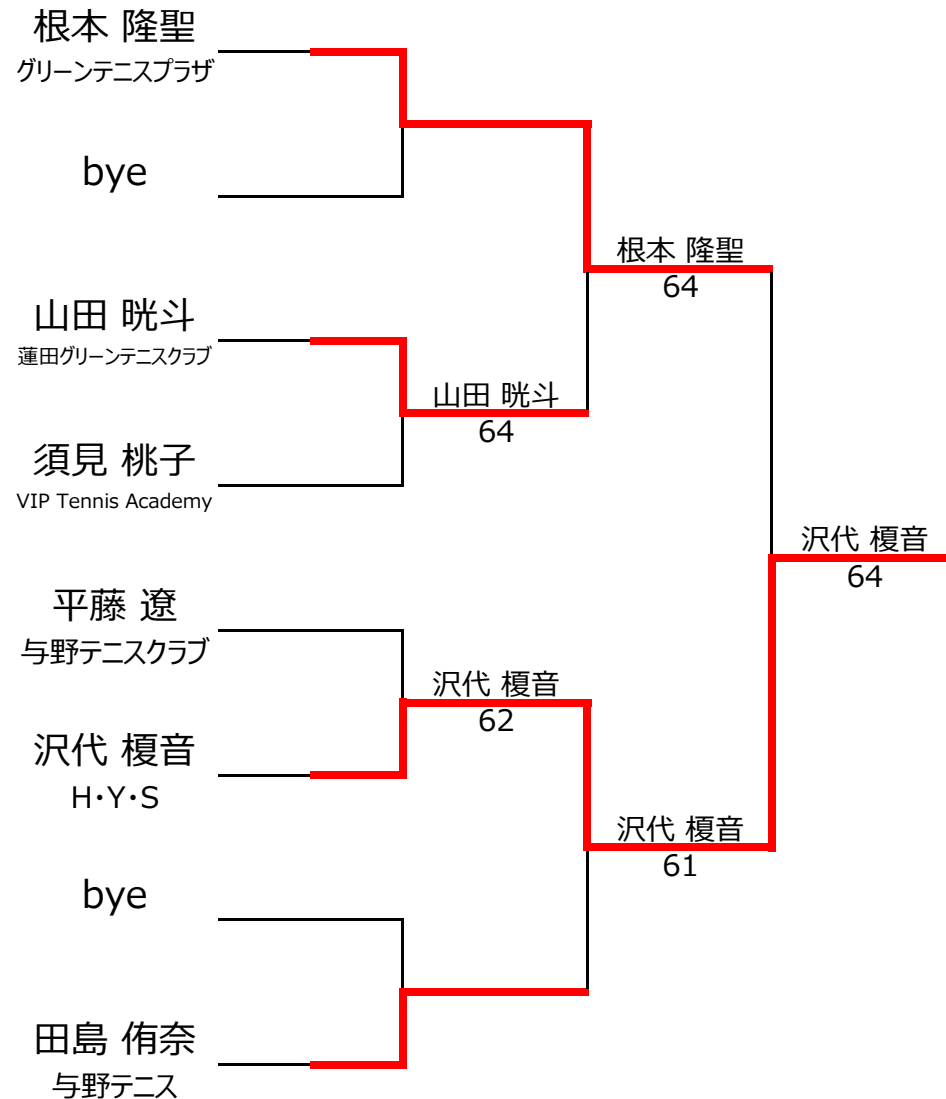 根本 隆聖
グリーンテニスプラザ
bye
根本 隆聖
64
山田 晄斗
蓮田グリーンテニスクラブ
山田 晄斗
64
須見 桃子
VIP Tennis Academy
沢代 榎音
64
平藤 遼
与野テニスクラブ
沢代 榎音
62
沢代 榎音
H・Y・S
沢代 榎音
61
bye
田島 侑奈
与野テニス